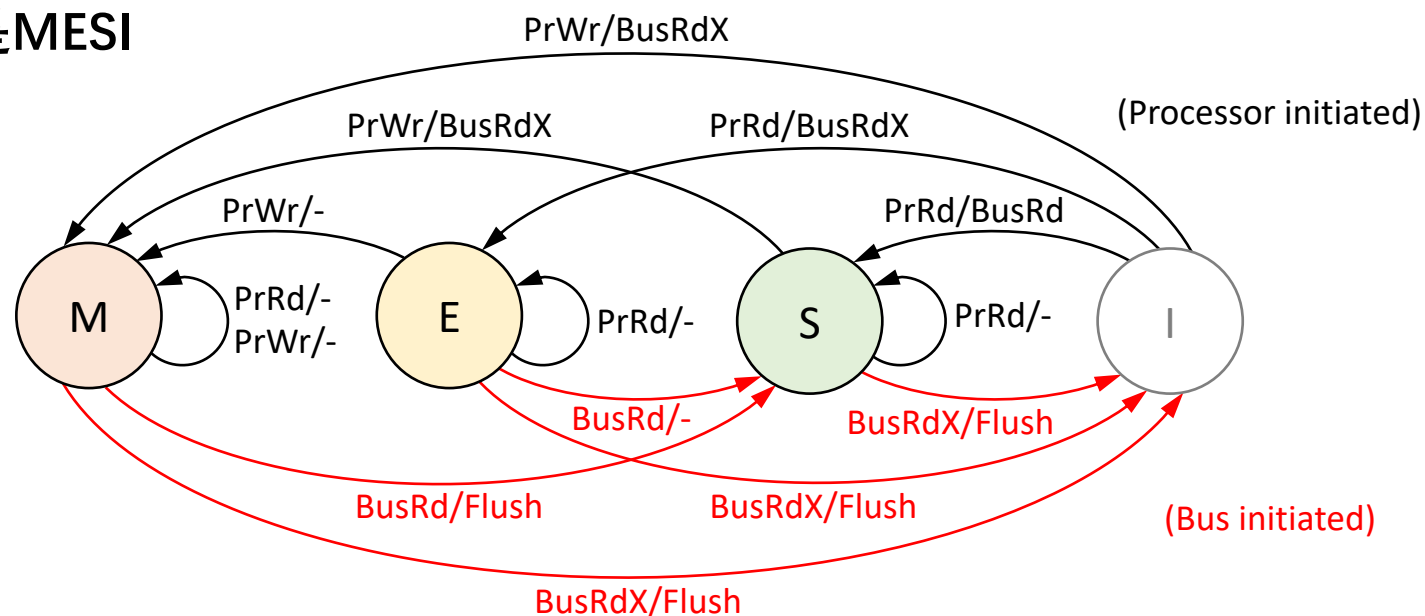 MESI
PrWr/BusRdX
(Processor initiated)
PrWr/BusRdX
PrRd/BusRdX
PrWr/-
PrRd/BusRd
M
PrRd/-
PrWr/-
E
PrRd/-
S
PrRd/-
I
BusRd/-
BusRdX/Flush
BusRd/Flush
BusRdX/Flush
(Bus initiated)
BusRdX/Flush